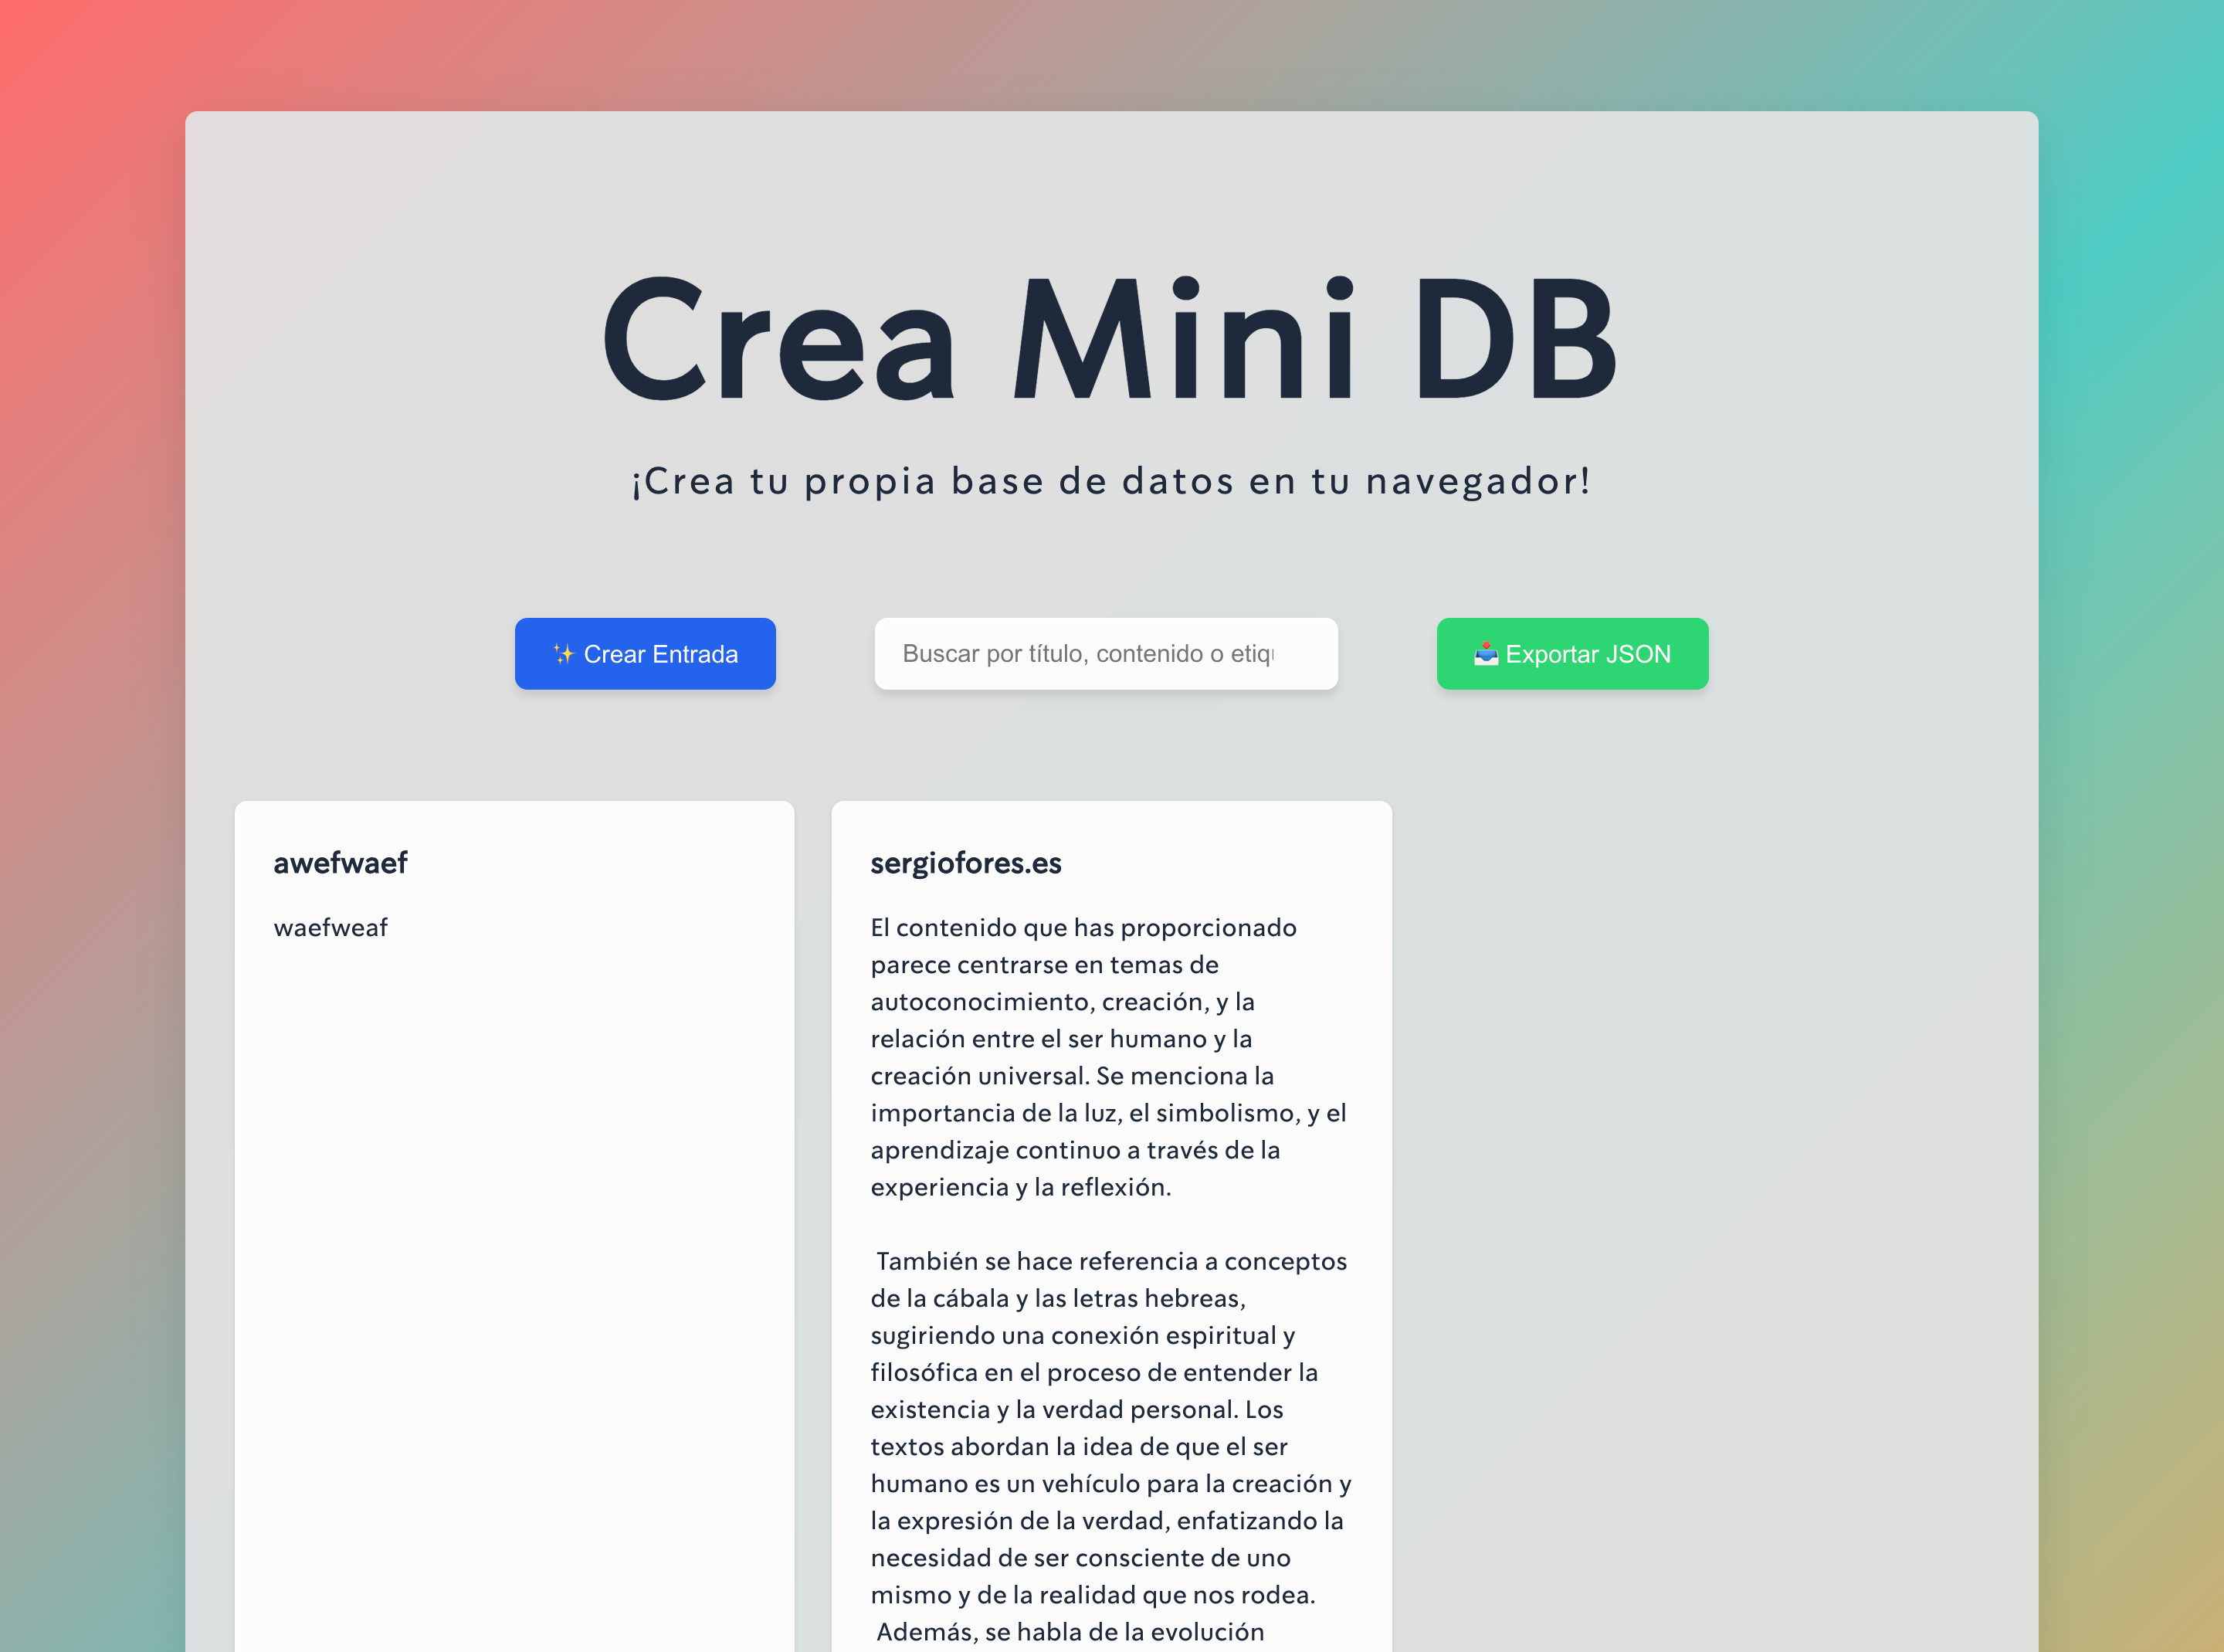 Crea Mini DB
¡Crea tu propia base de datos en tu navegador!
✨ Crear Entrada
Buscar por título, contenido o etiq
📥 Exportar JSON
awefwaef
waefweaf
sergiofores.es
El contenido que has proporcionado
parece centrarse en temas de
autoconocimiento, creación, y la
relación entre el ser humano y la
creación universal. Se menciona la
importancia de la luz, el simbolismo, y el
aprendizaje continuo a través de la
experiencia y la reflexión.
También se hace referencia a conceptos
de la cábala y las letras hebreas,
sugiriendo una conexión espiritual y
filosófica en el proceso de entender la
existencia y la verdad personal. Los
textos abordan la idea de que el ser
humano es un vehículo para la creación y
la expresión de la verdad, enfatizando la
necesidad de ser consciente de uno
mismo y de la realidad que nos rodea.
Además, se habla de la evolución